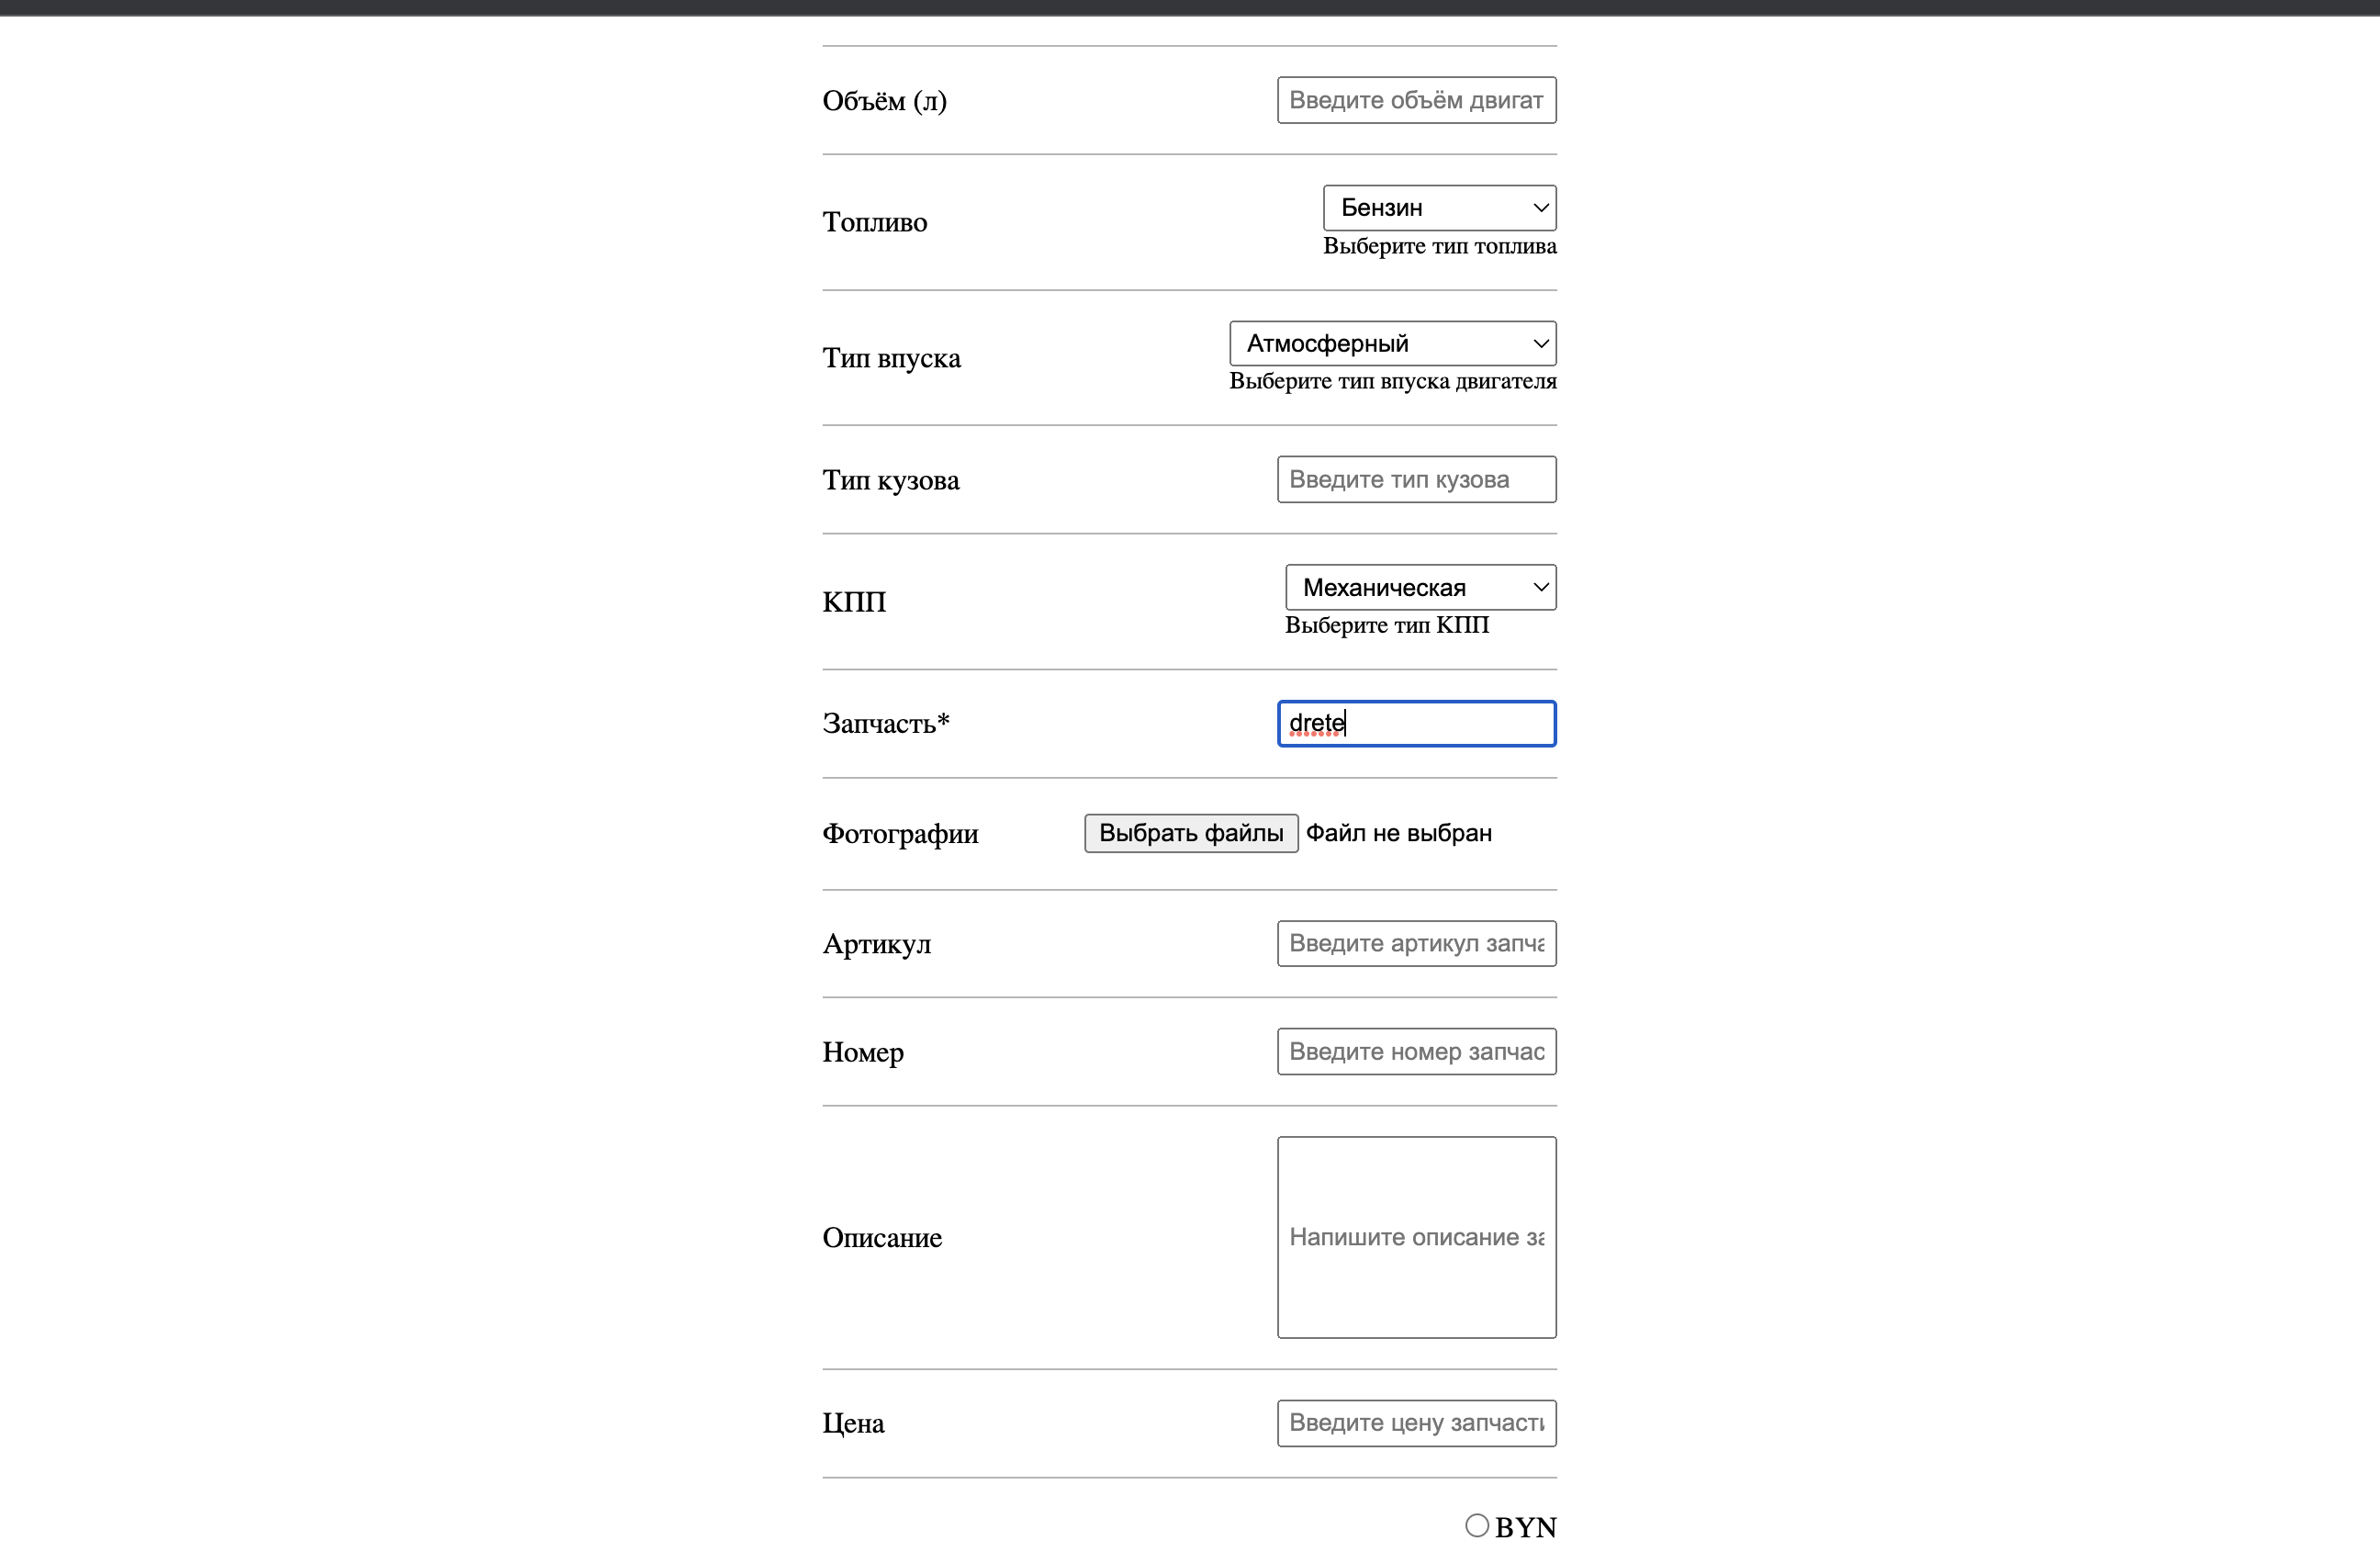 Объём (л)
Введите объём двигат
Топливо
Бензин
Выберите тип топлива
Тип впуска
Атмосферный
Выберите тип впуска двигателя
Тип кузова
Введите тип кузова
КПП
Механическая
Выберите тип КПП
Запчасть*
drete
Фотографии
Выбрать файлы Файл не выбран
Артикул
Введите артикул запча
Номер
Введите номер запчас
Описание
Напишите описание за
Цена
Введите цену запчасти
BYN